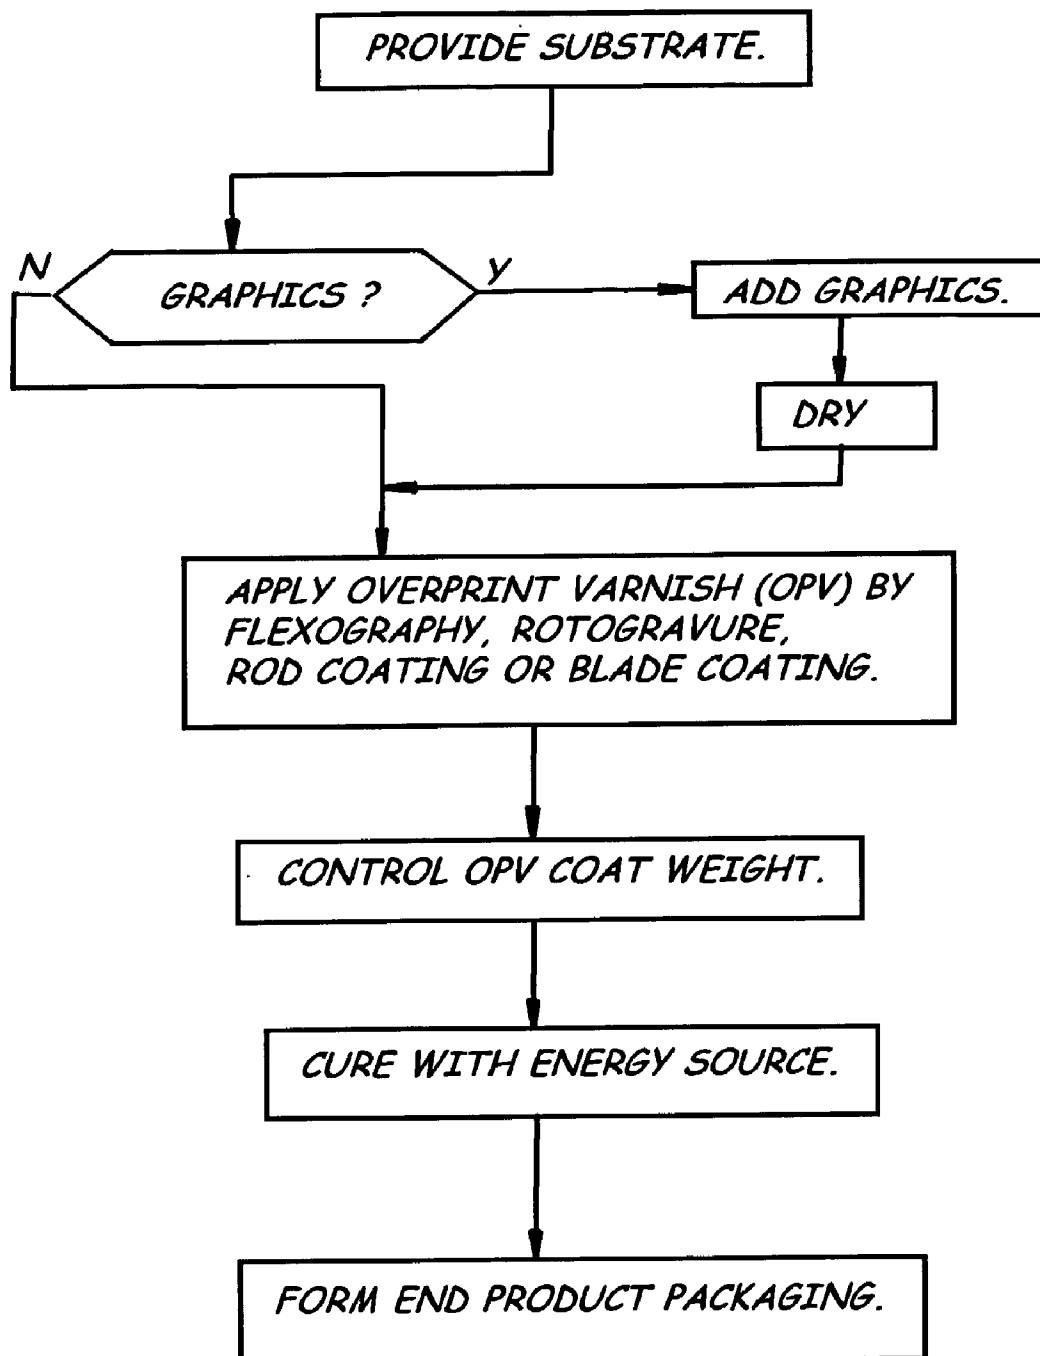 PROVIDE SUBSTRATE.
GRAPHICS ?
N
Y
ADD GRAPHICS.
DRY
APPLY OVERPRINT VARNISH (OPV) BY
FLEXOGRAPHY, ROTOGRAVURE,
ROD COATING OR BLADE COATING.
CONTROL OPV COAT WEIGHT.
CURE WITH ENERGY SOURCE.
FORM END PRODUCT PACKAGING.